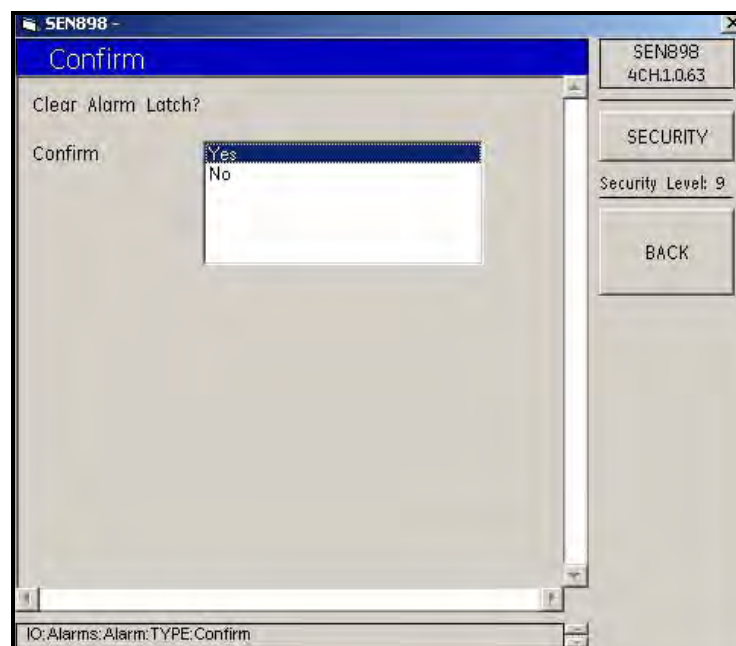 SEN898 -
Confirm
Clear Alarm Latch?
Confirm
Yes
No
SEN898
4CH.1.0.63
SECURITY
Security Level: 9
BACK
IO:Alarms:Alarm:TYPE:Confirm